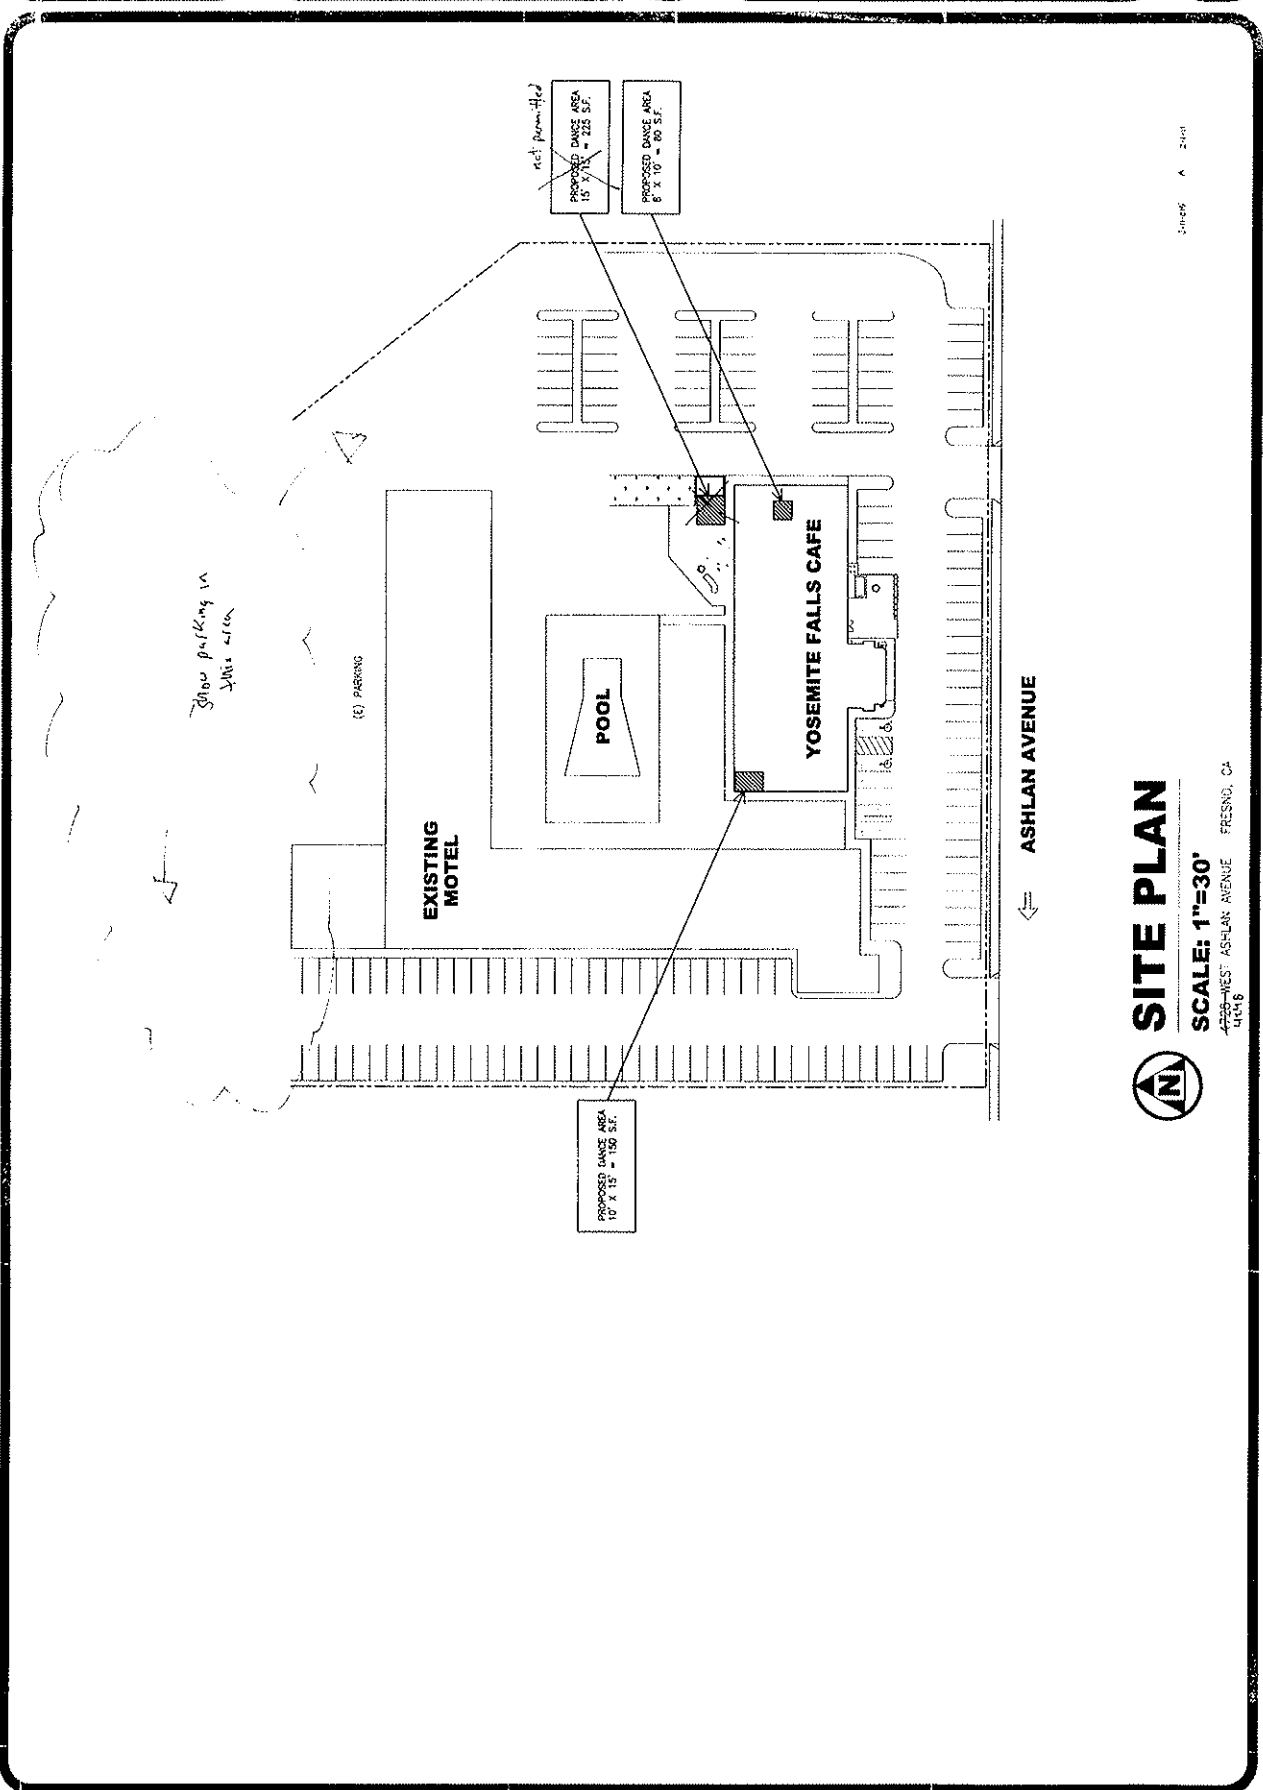 not permitted
PROPOSED DANCE AREA
15' X 15' = 225 S.F.
PROPOSED DANCE AREA
8' X 10' = 80 S.F.
Show parking in
this area
(E) PARKING
EXISTING
MOTEL
POOL
YOSEMITE FALLS CAFE
PROPOSED DANCE AREA
10' X 15' = 150 S.F.
ASHLAN AVENUE
N
SITE PLAN
SCALE: 1"=30'
WEST ASHLAN AVENUE FRESNO, CA